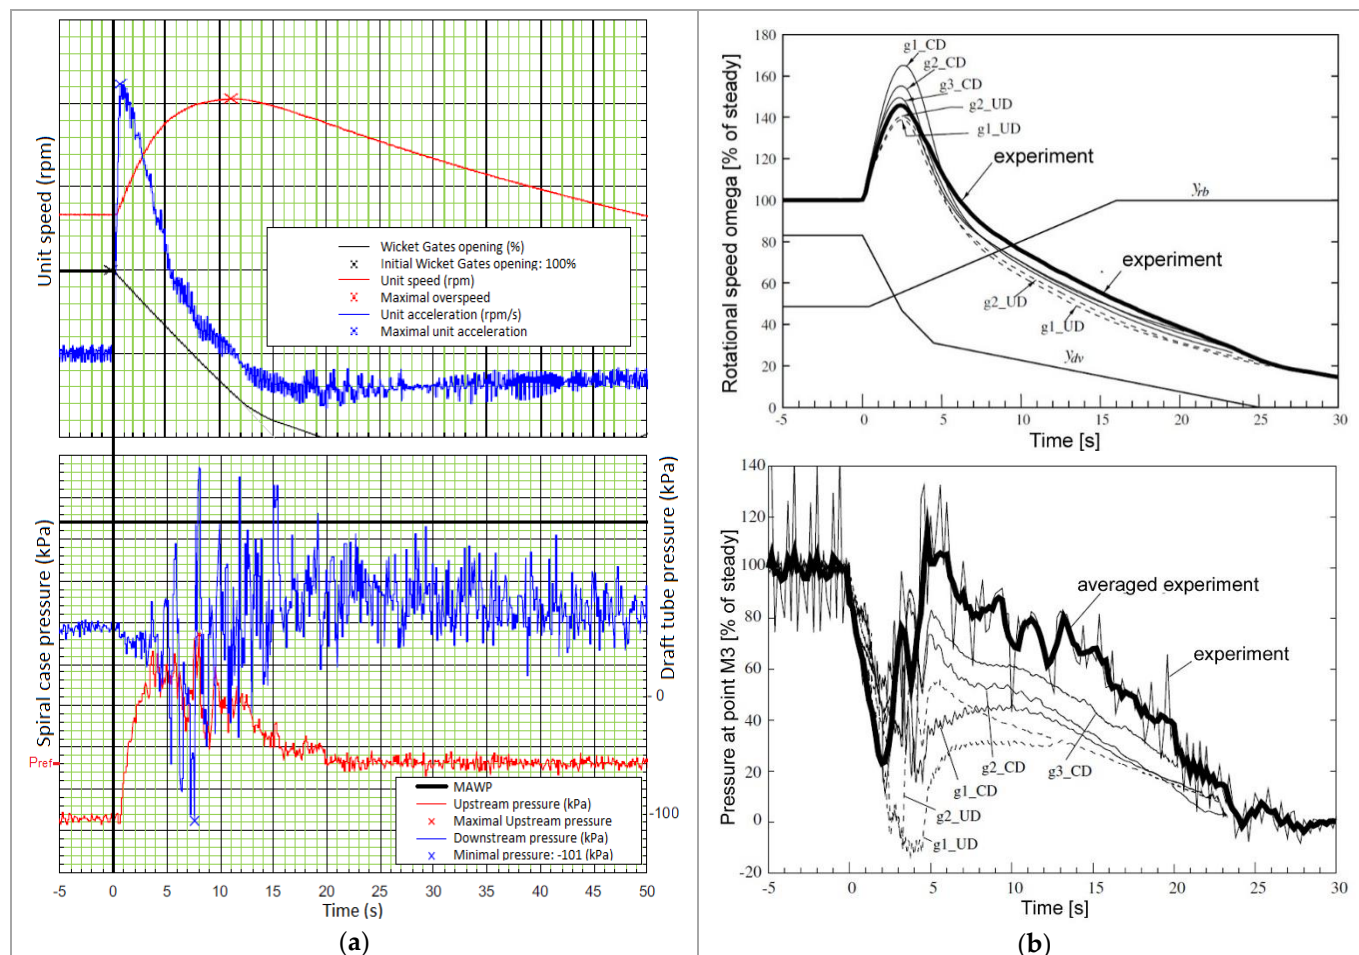 Unit speed (rpm)
Wicket Gates opening (%)
Initial Wicket Gates opening: 100%
Unit speed (rpm)
Maximal overspeed
Unit acceleration (rpm/s)
Maximal unit acceleration
Spiral case pressure (kPa)
Draft tube pressure (kPa)
0
-100
Pref
MAWP
Upstream pressure (kPa)
Maximal Upstream pressure
Downstream pressure (kPa)
Minimal pressure: -101 (kPa)
-5 0 5 10 15 20 25 30 35 40 45 50
Time (s)
(a)
Rotational speed omega [% of steady]
180
160
140
120
100
80
60
40
20
0
g1_CD
g2_CD
g3_CD
g2_UD
g1_UD
experiment
yrb
experiment
g2_UD
g1_UD
ydv
-5 0 5 10 15 20 25 30
Time [s]
Pressure at point M3 [% of steady]
140
120
100
80
60
40
20
0
-20
averaged experiment
experiment
g2_CD
g3_CD
g1_CD
g2_UD
g1_UD
-5 0 5 10 15 20 25 30
Time [s]
(b)